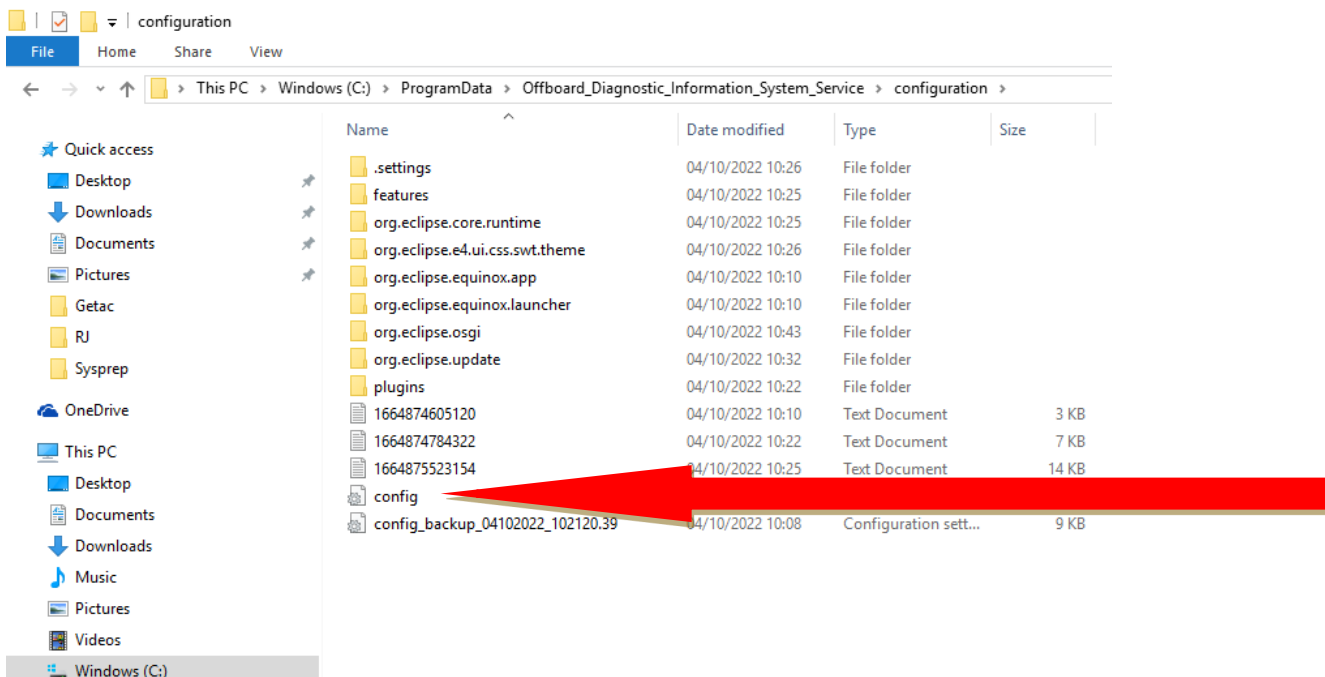 configuration
File Home Share View
This PC > Windows (C:) > ProgramData > Offboard_Diagnostic_Information_System_Service > configuration >
Name Date modified Type Size
Quick access
Desktop
Downloads
Documents
Pictures
Getac
RJ
Sysprep
OneDrive
This PC
Desktop
Documents
Downloads
Music
Pictures
Videos
Windows (C:)
.settings 04/10/2022 10:26 File folder
features 04/10/2022 10:25 File folder
org.eclipse.core.runtime 04/10/2022 10:25 File folder
org.eclipse.e4.ui.css.swt.theme 04/10/2022 10:26 File folder
org.eclipse.equinox.app 04/10/2022 10:10 File folder
org.eclipse.equinox.launcher 04/10/2022 10:10 File folder
org.eclipse.osgi 04/10/2022 10:43 File folder
org.eclipse.update 04/10/2022 10:32 File folder
plugins 04/10/2022 10:22 File folder
1664874605120 04/10/2022 10:10 Text Document 3 KB
1664874784322 04/10/2022 10:22 Text Document 7 KB
1664875523154 04/10/2022 10:25 Text Document 14 KB
config
config_backup_04102022_102120.39 04/10/2022 10:08 Configuration sett... 9 KB